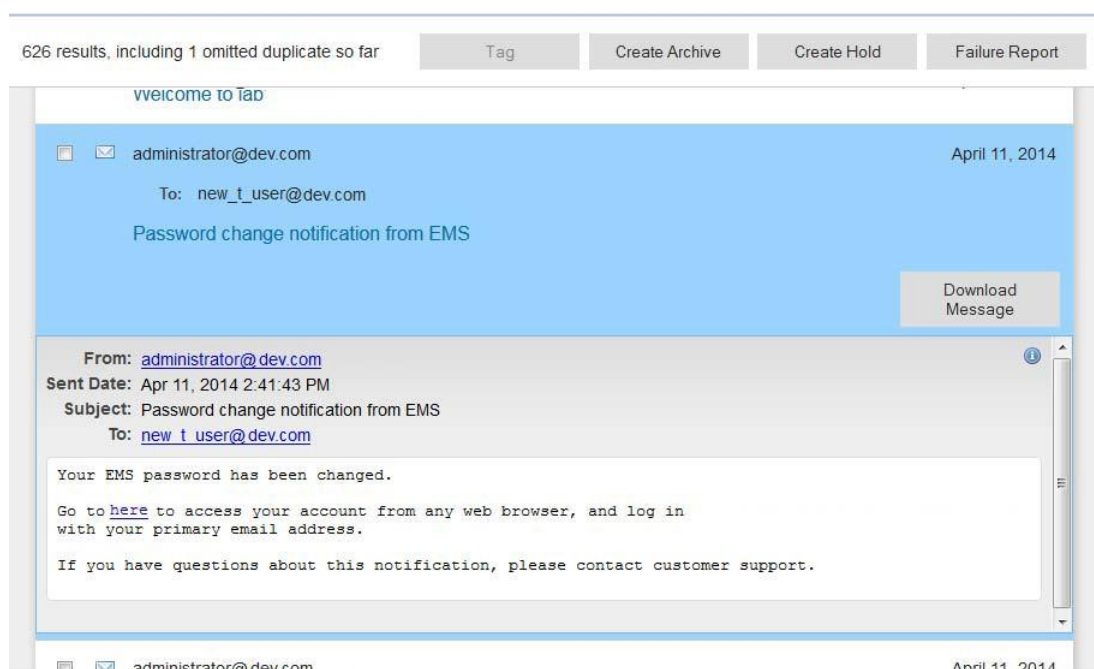 626 results, including 1 omitted duplicate so far
Tag
Create Archive
Create Hold
Failure Report
Welcome to Tab
administrator@dev.com
April 11, 2014
To: new_t_user@dev.com
Password change notification from EMS
Download
Message
From: administrator@dev.com
Sent Date: Apr 11, 2014 2:41:43 PM
Subject: Password change notification from EMS
To: new_t_user@dev.com
Your EMS password has been changed.
Go to here to access your account from any web browser, and log in
with your primary email address.
If you have questions about this notification, please contact customer support.
administrator@dev.com
April 11, 2014